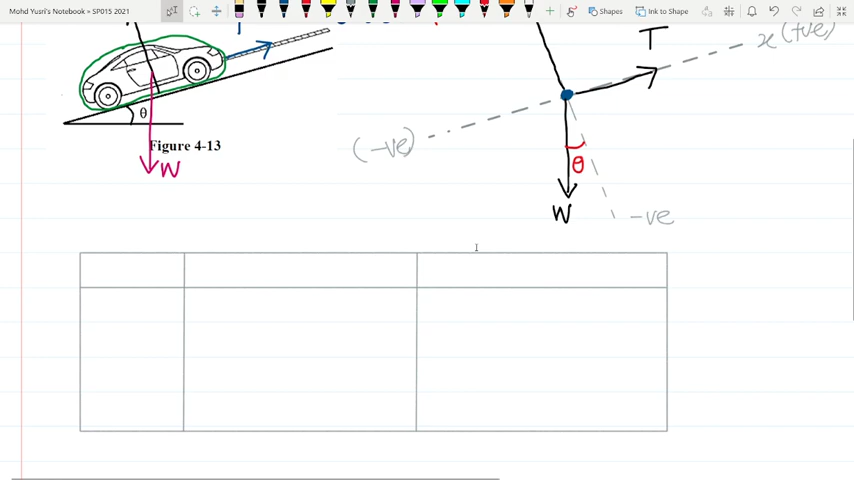 Mohd Yusri's Notebook » SP015 2021
Shapes
Ink to Shape
T
x (+ve)
θ
Figure 4-13
W
(-ve)
θ
W
-ve